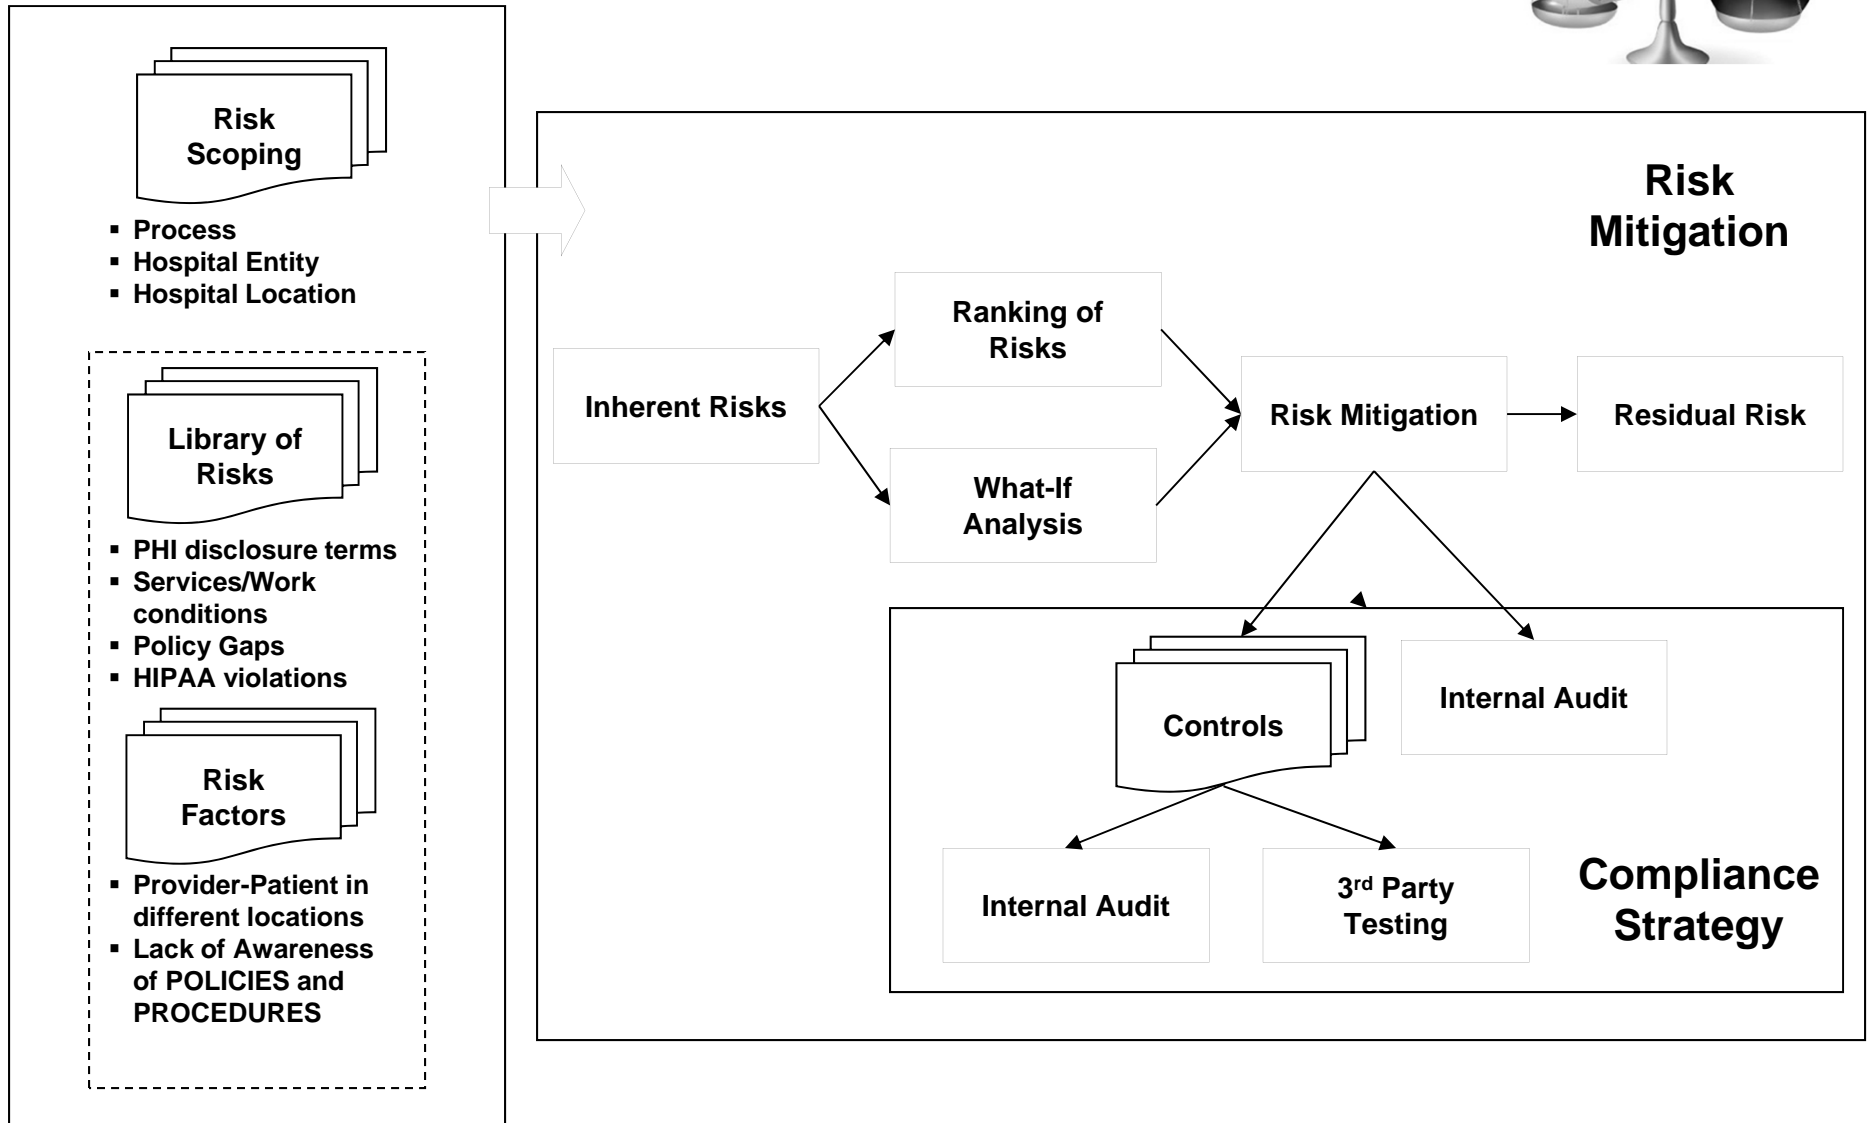 Risk
Scoping
▪ Process
▪ Hospital Entity
▪ Hospital Location
Library of
Risks
▪ PHI disclosure terms
▪ Services/Work
conditions
▪ Policy Gaps
▪ HIPAA violations
Risk
Factors
▪ Provider-Patient in
different locations
▪ Lack of Awareness
of POLICIES and
PROCEDURES
Risk
Mitigation
Inherent Risks
Ranking of
Risks
What-If
Analysis
Risk Mitigation
Residual Risk
Controls
Internal Audit
Internal Audit
3rd Party
Testing
Compliance
Strategy